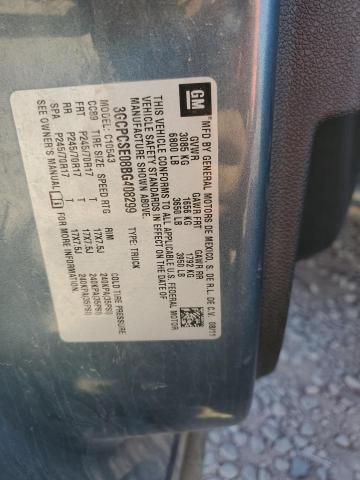 GM
MFD BY GENERAL MOTORS DE MEXICO, S. DE R.L. DE C.V. 08/11
GVWR GAWR FRT GAWR RR
3085 KG 1656 KG 1792 KG
6800 LB 3650 LB 3950 LB
THIS VEHICLE CONFORMS TO ALL APPLICABLE U.S. FEDERAL MOTOR
VEHICLE SAFETY STANDARDS IN EFFECT ON THE DATE OF
MANUFACTURE SHOWN ABOVE.
3GCPCSE08BG408299 TYPE: TRUCK
C10543
CC89 TIRE SIZE SPEED RTG RIM COLD TIRE PRESSURE
FRT P245/70R17 T 17X7.5J 240KPA(35PSI)
RR P245/70R17 T 17X7.5J 240KPA(35PSI)
SPA P245/70R17 T 17X7.5J 240KPA(35PSI)
SEE OWNER'S MANUAL FOR MORE INFORMATION.